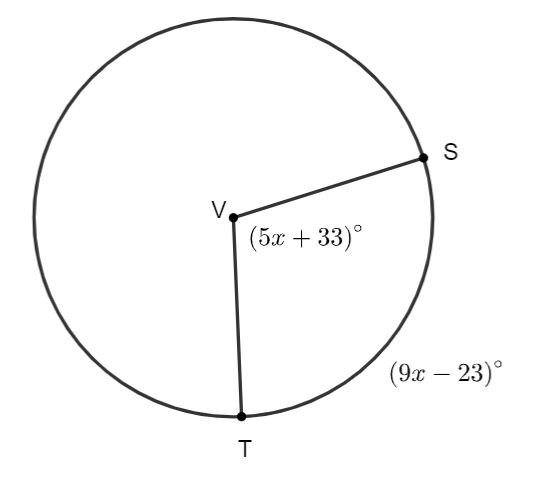 S
V
(5x + 33)°
(9x − 23)°
T